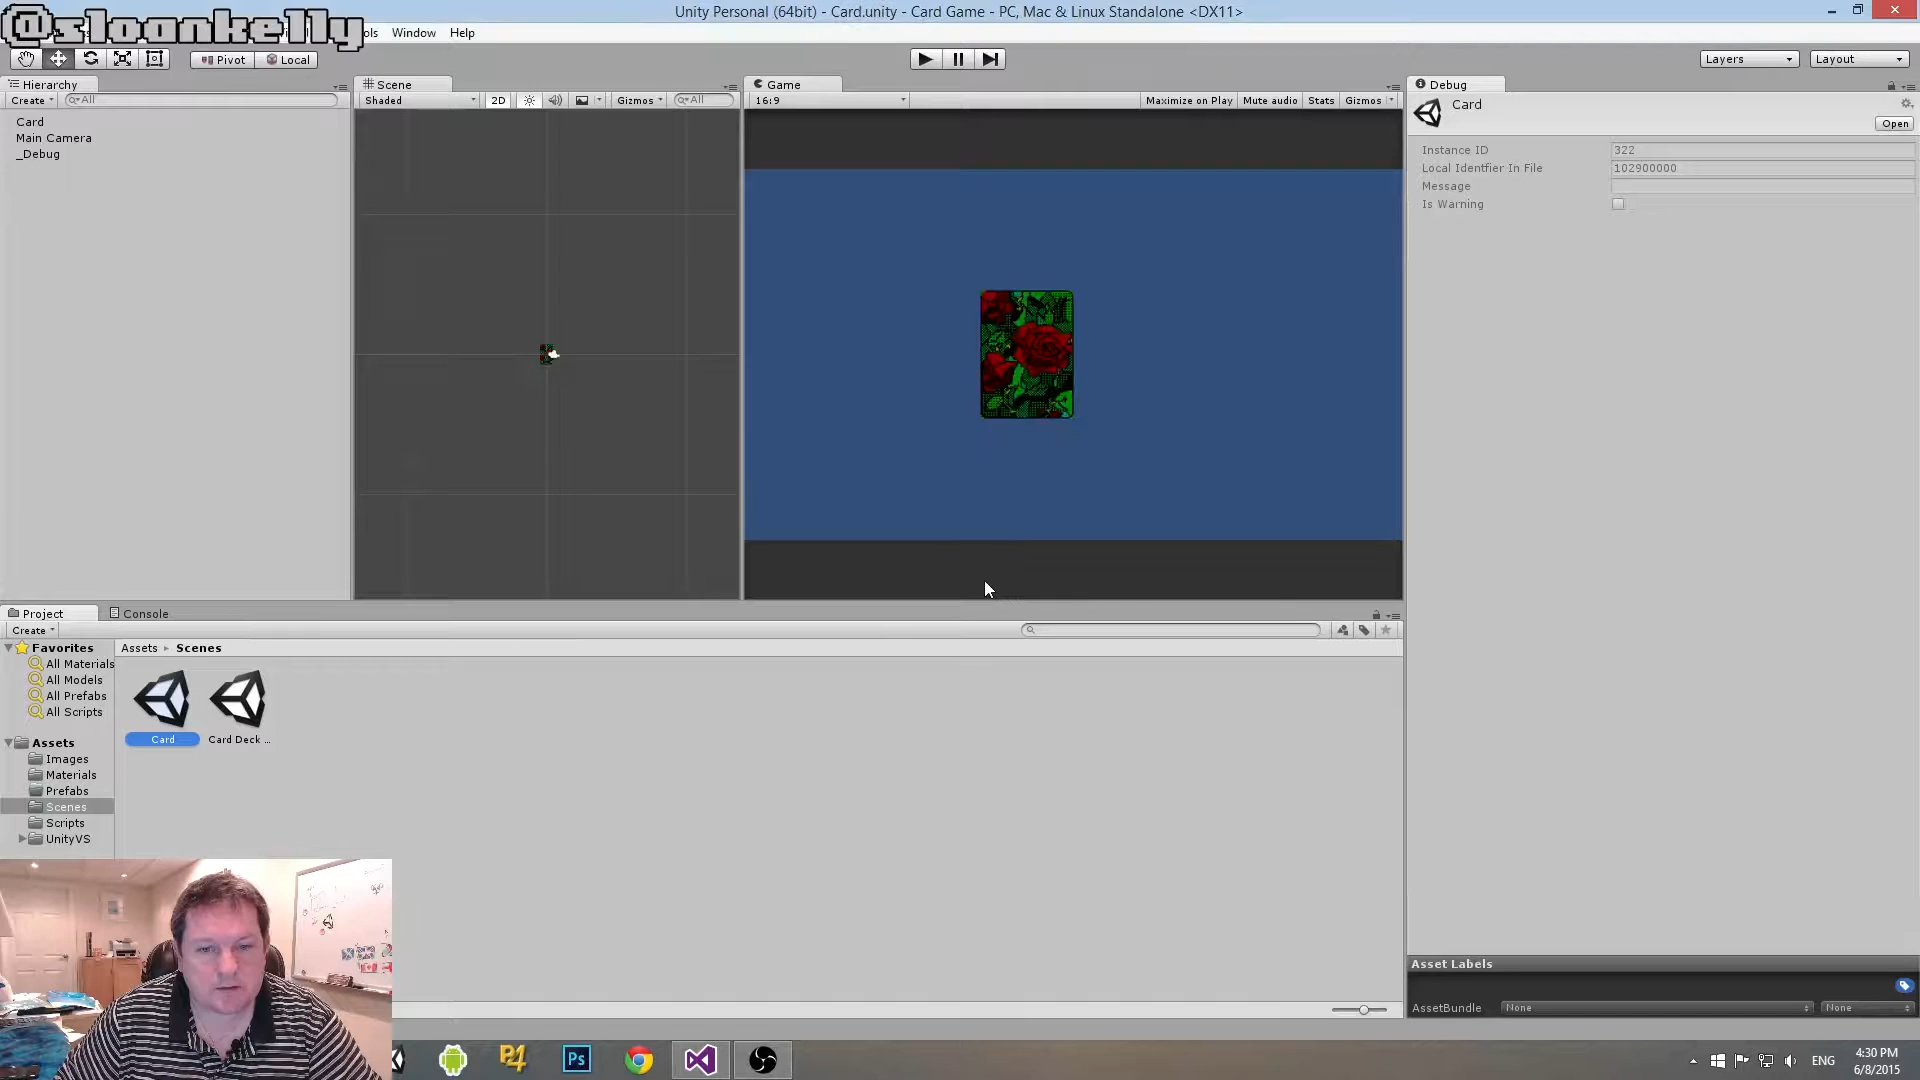 Unity Personal (64bit) - Card.unity - Card Game - PC, Mac & Linux Standalone <DX11>
@sloankelly
ols Window Help
Pivot Local Layers Layout
Hierarchy Scene Game Debug
Create All Shaded 2D Gizmos All 16:9 Maximize on Play Mute audio Stats Gizmos
Card
Open
Card
Main Camera
_Debug
Instance ID 322
Local Identfier In File 102900000
Message
Is Warning
Project Console
Create
Favorites
All Materials
All Models
All Prefabs
All Scripts
Assets
Images
Materials
Prefabs
Scenes
Scripts
UnityVS
Assets Scenes
Card Card Deck ...
Asset Labels
AssetBundle None None
P4 Ps
ENG 4:30 PM
6/8/2015